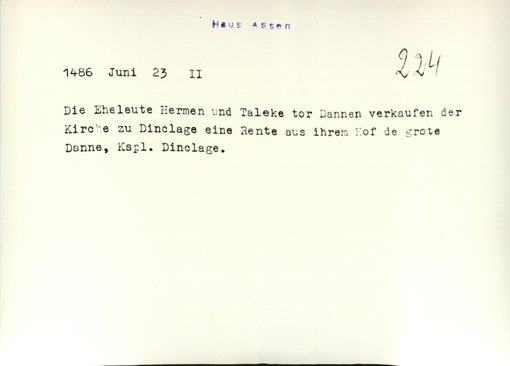 Haus Assen
224
1486 Juni 23 II
Die Eheleute Hermen und Taleke tor Dannen verkaufen der
Kirche zu Dinclage eine Rente aus ihrem Hof de grote
Danne, Kspl. Dinclage.